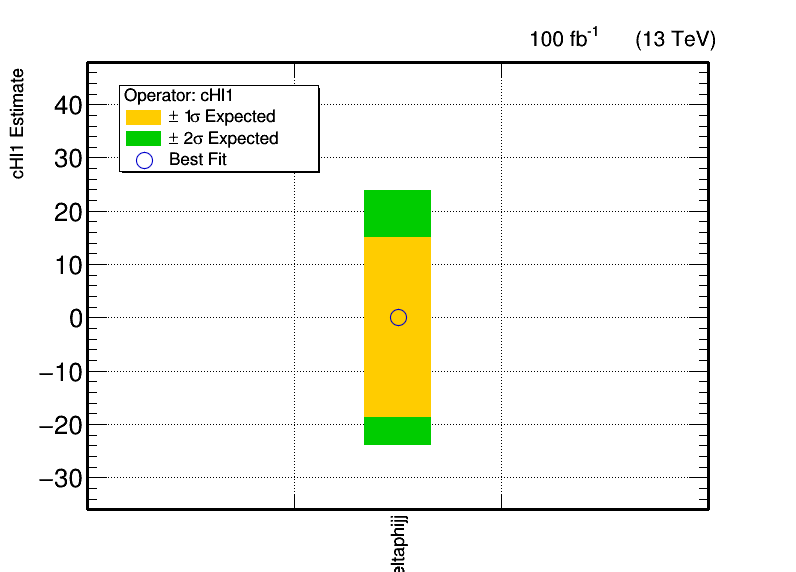 100 fb-1 (13 TeV)
cHl1 Estimate
Operator: cHl1
± 1σ Expected
± 2σ Expected
Best Fit
40
30
20
10
0
−10
−20
−30
eltaphijj